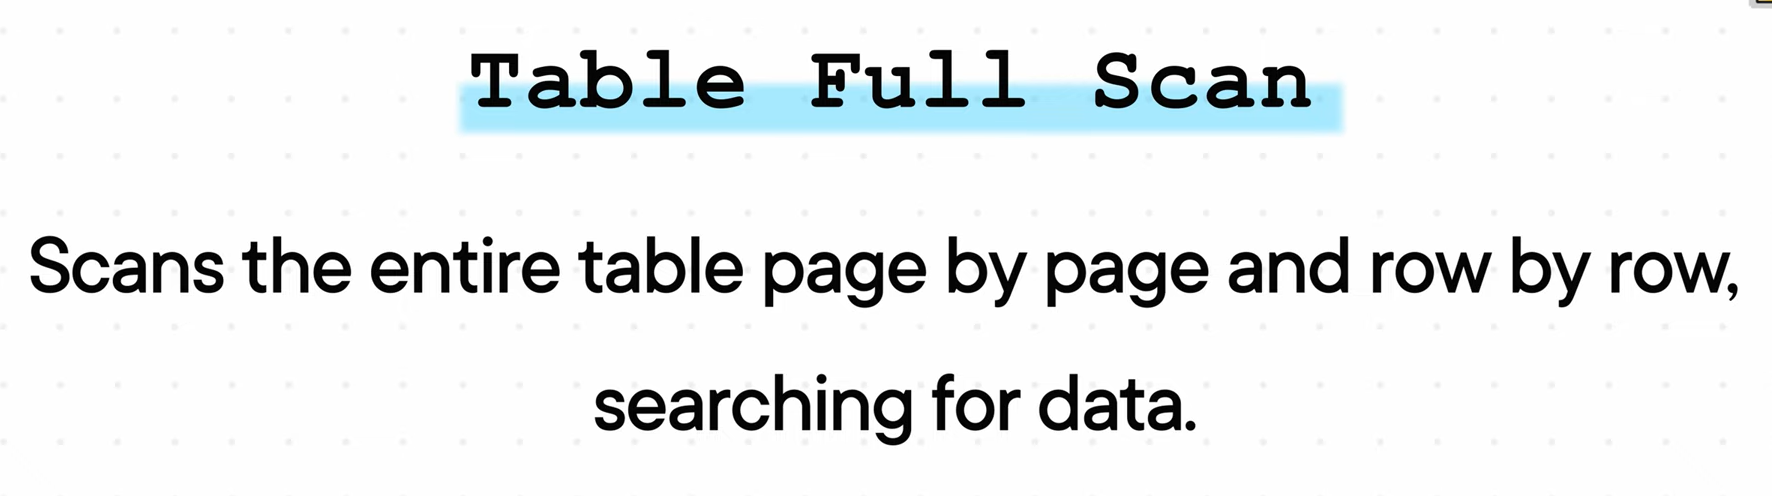 Table Full Scan
Scans the entire table page by page and row by row,
searching for data.